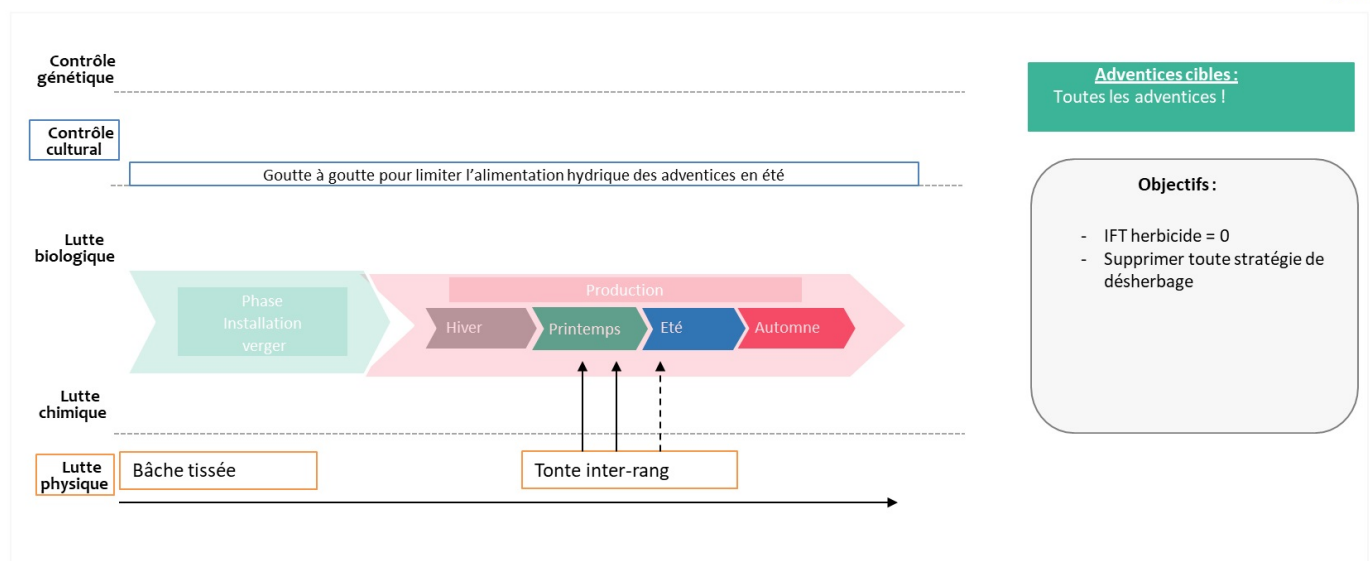 Contrôle
génétique
Adventices cibles :
Toutes les adventices !
Contrôle
cultural
Goutte à goutte pour limiter l'alimentation hydrique des adventices en été
Objectifs :
- IFT herbicide = 0
- Supprimer toute stratégie de
désherbage
Lutte
biologique
Phase
Installation
verger
Production
Hiver
Printemps
Eté
Automne
Lutte
chimique
Lutte
physique
Bâche tissée
Tonte inter-rang